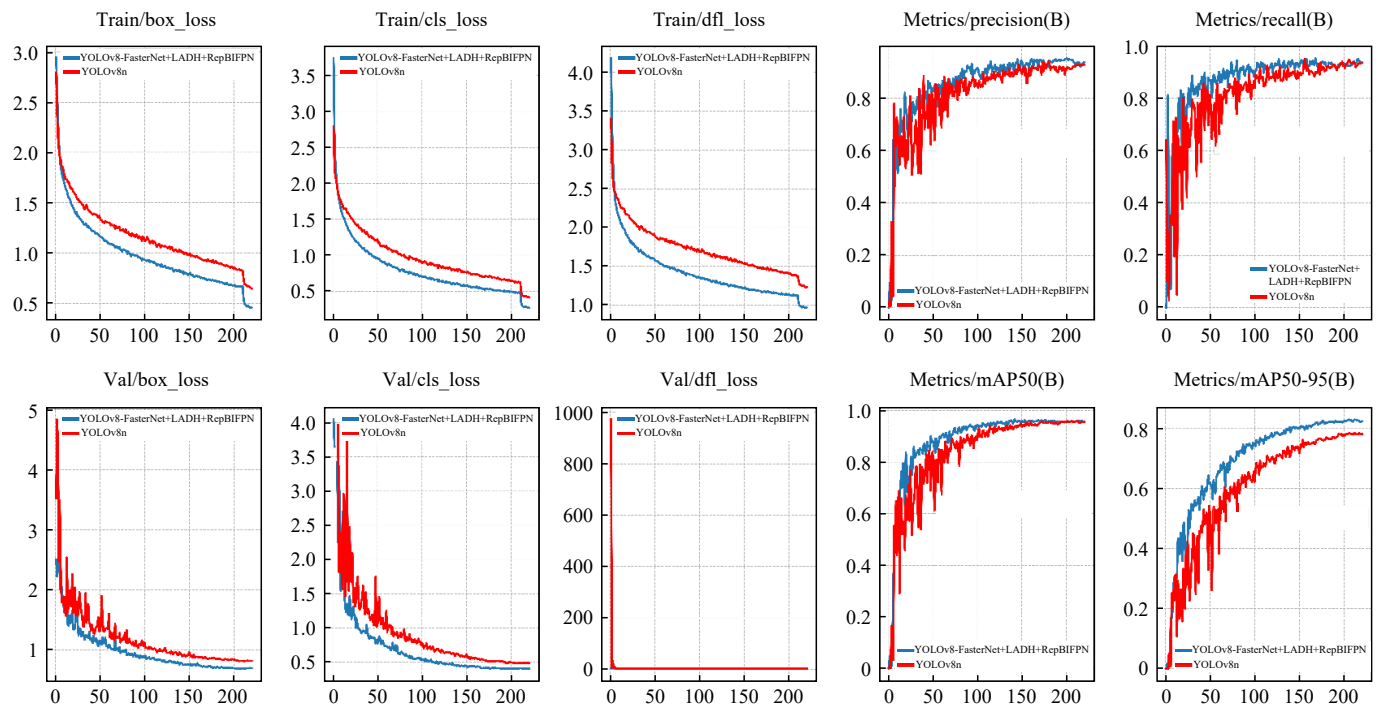 Train/box_loss
YOLOv8-FasterNet+LADH+RepBIFPN
YOLOv8n
3.0
2.5
2.0
1.5
1.0
0.5
0 50 100 150 200
Train/cls_loss
YOLOv8-FasterNet+LADH+RepBIFPN
YOLOv8n
3.5
3.0
2.5
2.0
1.5
1.0
0.5
0 50 100 150 200
Train/dfl_loss
YOLOv8-FasterNet+LADH+RepBIFPN
YOLOv8n
4.0
3.5
3.0
2.5
2.0
1.5
1.0
0 50 100 150 200
Metrics/precision(B)
0.8
0.6
0.4
0.2
0
YOLOv8-FasterNet+LADH+RepBIFPN
YOLOv8n
0 50 100 150 200
Metrics/recall(B)
1.0
0.8
0.6
0.4
0.2
0
YOLOv8-FasterNet+
LADH+RepBIFPN
YOLOv8n
0 50 100 150 200
Val/box_loss
YOLOv8-FasterNet+LADH+RepBIFPN
YOLOv8n
5
4
3
2
1
0 50 100 150 200
Val/cls_loss
YOLOv8-FasterNet+LADH+RepBIFPN
YOLOv8n
4.0
3.5
3.0
2.5
2.0
1.5
1.0
0.5
0 50 100 150 200
Val/dfl_loss
YOLOv8-FasterNet+LADH+RepBIFPN
YOLOv8n
1000
800
600
400
200
0
0 50 100 150 200
Metrics/mAP50(B)
1.0
0.8
0.6
0.4
0.2
0
YOLOv8-FasterNet+LADH+RepBIFPN
YOLOv8n
0 50 100 150 200
Metrics/mAP50-95(B)
0.8
0.6
0.4
0.2
0
YOLOv8-FasterNet+LADH+RepBIFPN
YOLOv8n
0 50 100 150 200